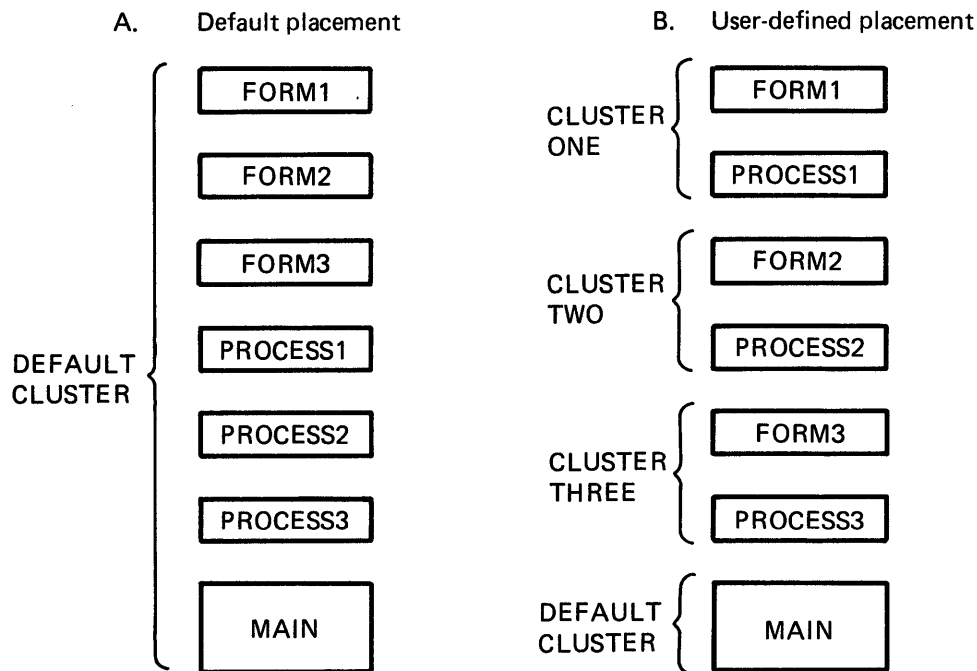 A. Default placement
FORM1
FORM2
FORM3
PROCESS1
PROCESS2
PROCESS3
MAIN
DEFAULT
CLUSTER
B. User-defined placement
CLUSTER
ONE
FORM1
PROCESS1
CLUSTER
TWO
FORM2
PROCESS2
CLUSTER
THREE
FORM3
PROCESS3
DEFAULT
CLUSTER
MAIN